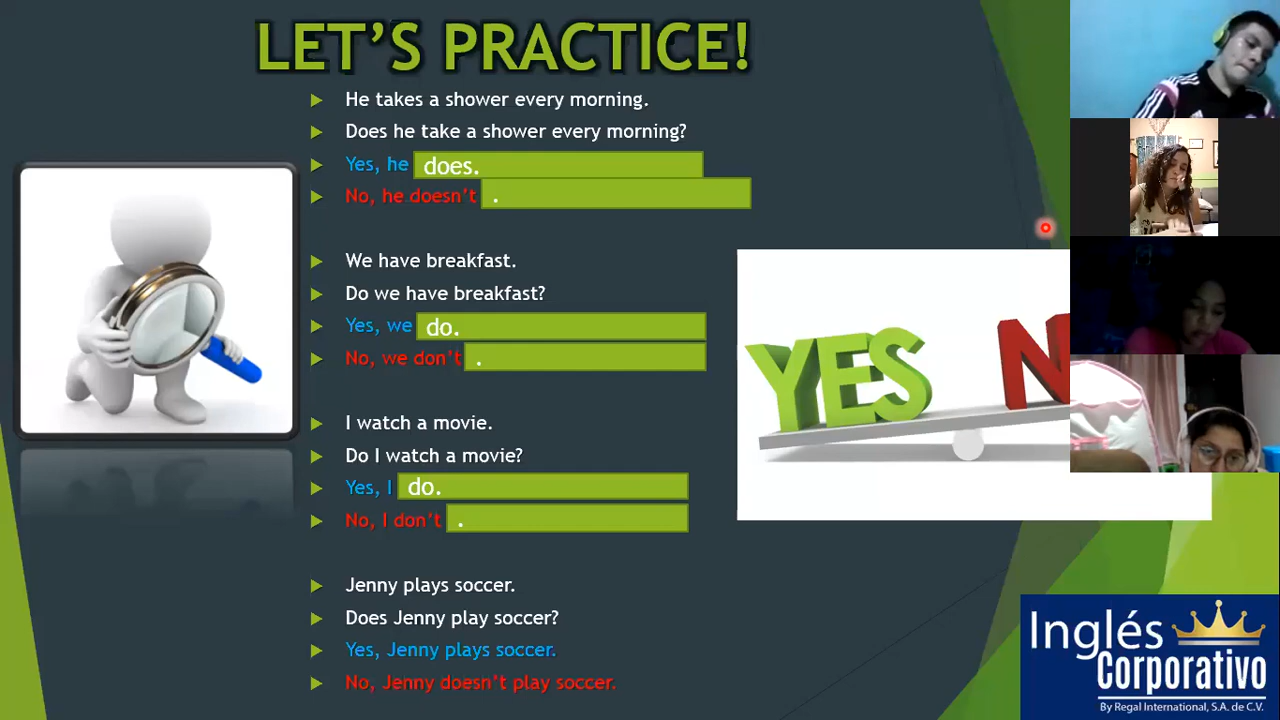 LET'S PRACTICE!
He takes a shower every morning.
Does he take a shower every morning?
Yes, he does.
No, he doesn't .
We have breakfast.
Do we have breakfast?
Yes, we do.
No, we don't .
I watch a movie.
Do I watch a movie?
Yes, I do.
No, I don't .
Jenny plays soccer.
Does Jenny play soccer?
Yes, Jenny plays soccer.
No, Jenny doesn't play soccer.
YES N
Inglés
Corporativo
By Regal International, S.A. de C.V.